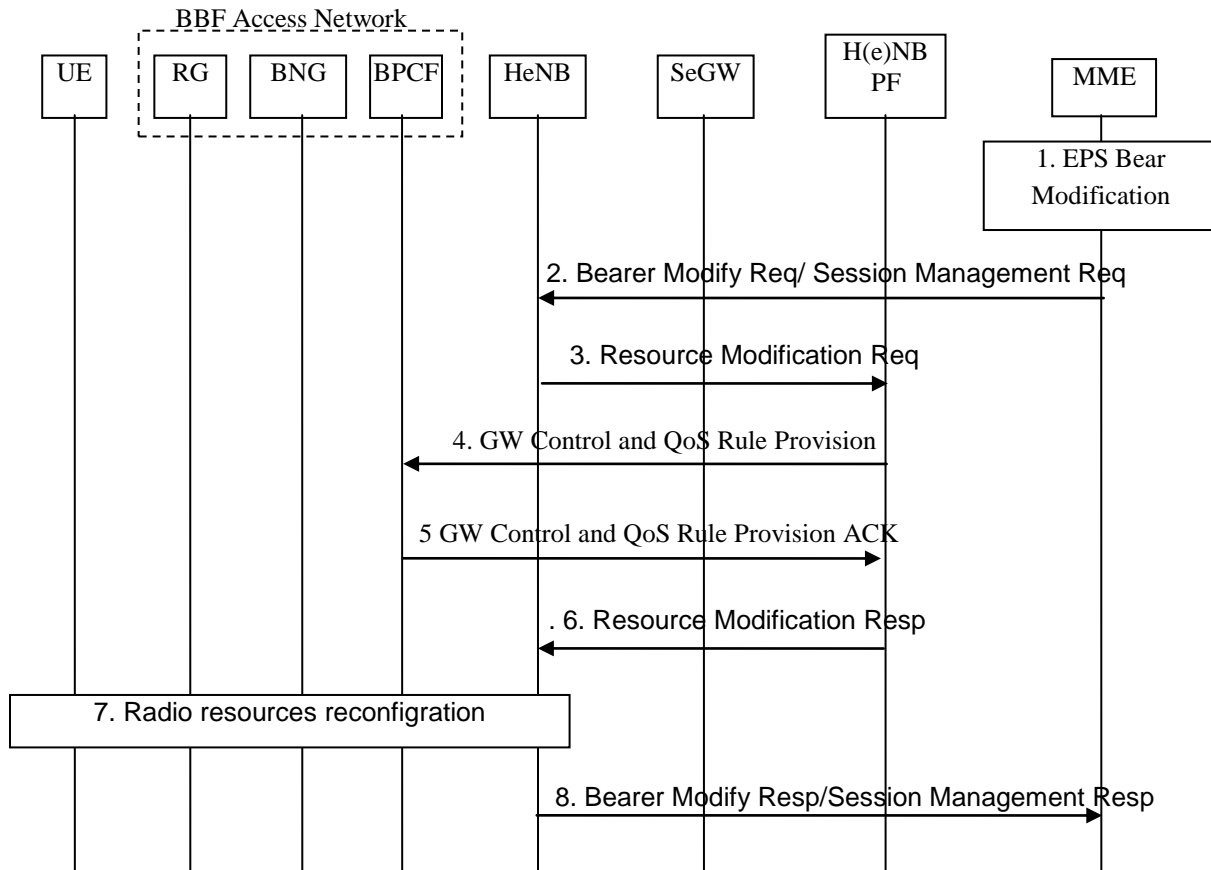 BBF Access Network
UE
RG
BNG
BPCF
HeNB
SeGW
H(e)NB
PF
MME
1. EPS Bear
Modification
2. Bearer Modify Req/ Session Management Req
3. Resource Modification Req
4. GW Control and QoS Rule Provision
5 GW Control and QoS Rule Provision ACK
. 6. Resource Modification Resp
7. Radio resources reconfigration
8. Bearer Modify Resp/Session Management Resp